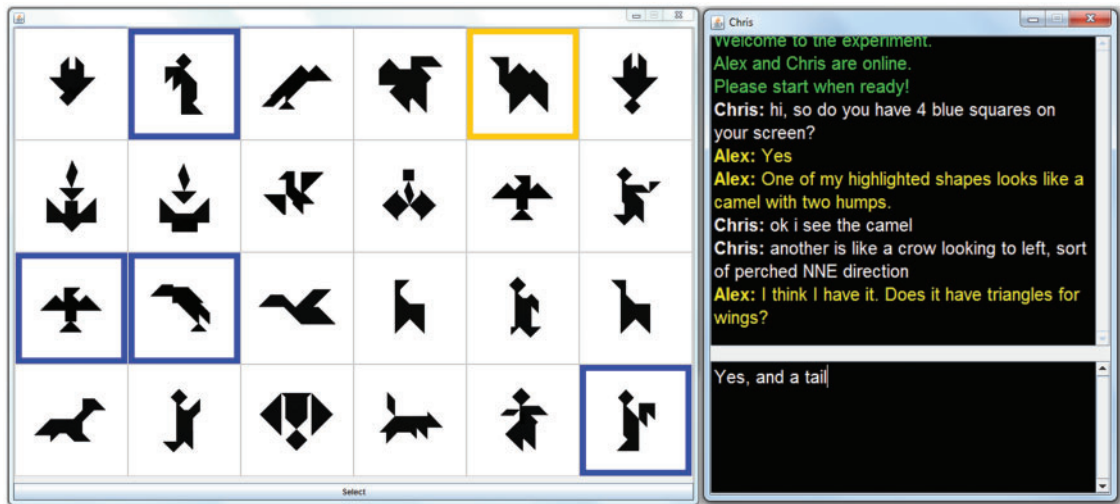 Chris
Welcome to the experiment.
Alex and Chris are online.
Please start when ready!
Chris: hi, so do you have 4 blue squares on
your screen?
Alex: Yes
Alex: One of my highlighted shapes looks like a
camel with two humps.
Chris: ok i see the camel
Chris: another is like a crow looking to left, sort
of perched NNE direction
Alex: I think I have it. Does it have triangles for
wings?
Yes, and a tail
Select